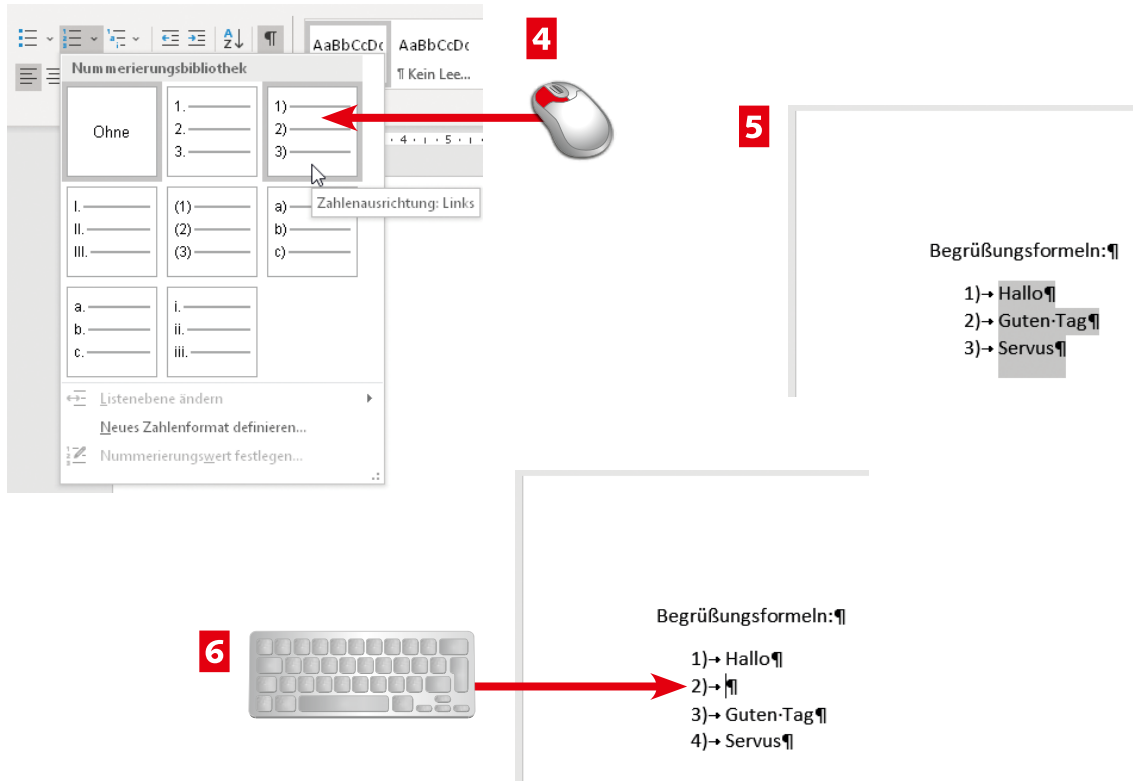 AaBbCcDc AaBbCcDc
¶ Kein Lee...
4
Nummerierungsbibliothek
Ohne
1.
2.
3.
1)
2)
3)
· 4 · ı · 5 · ı ·
Zahlenausrichtung: Links
I.
II.
III.
(1)
(2)
(3)
a)
b)
c)
a.
b.
c.
i.
ii.
iii.
Listenebene ändern
Neues Zahlenformat definieren...
Nummerierungswert festlegen...
5
Begrüßungsformeln:¶
1)→ Hallo¶
2)→ Guten·Tag¶
3)→ Servus¶
6
Begrüßungsformeln:¶
1)→ Hallo¶
2)→ ¶
3)→ Guten·Tag¶
4)→ Servus¶